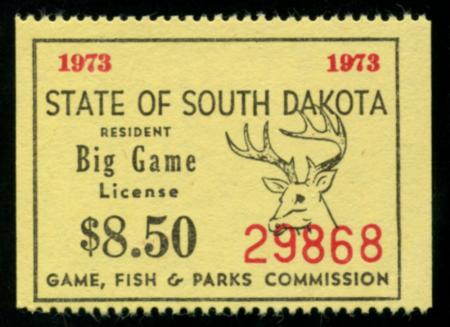 1973 1973
STATE OF SOUTH DAKOTA
RESIDENT
Big Game
License
$8.50 29868
GAME, FISH & PARKS COMMISSION